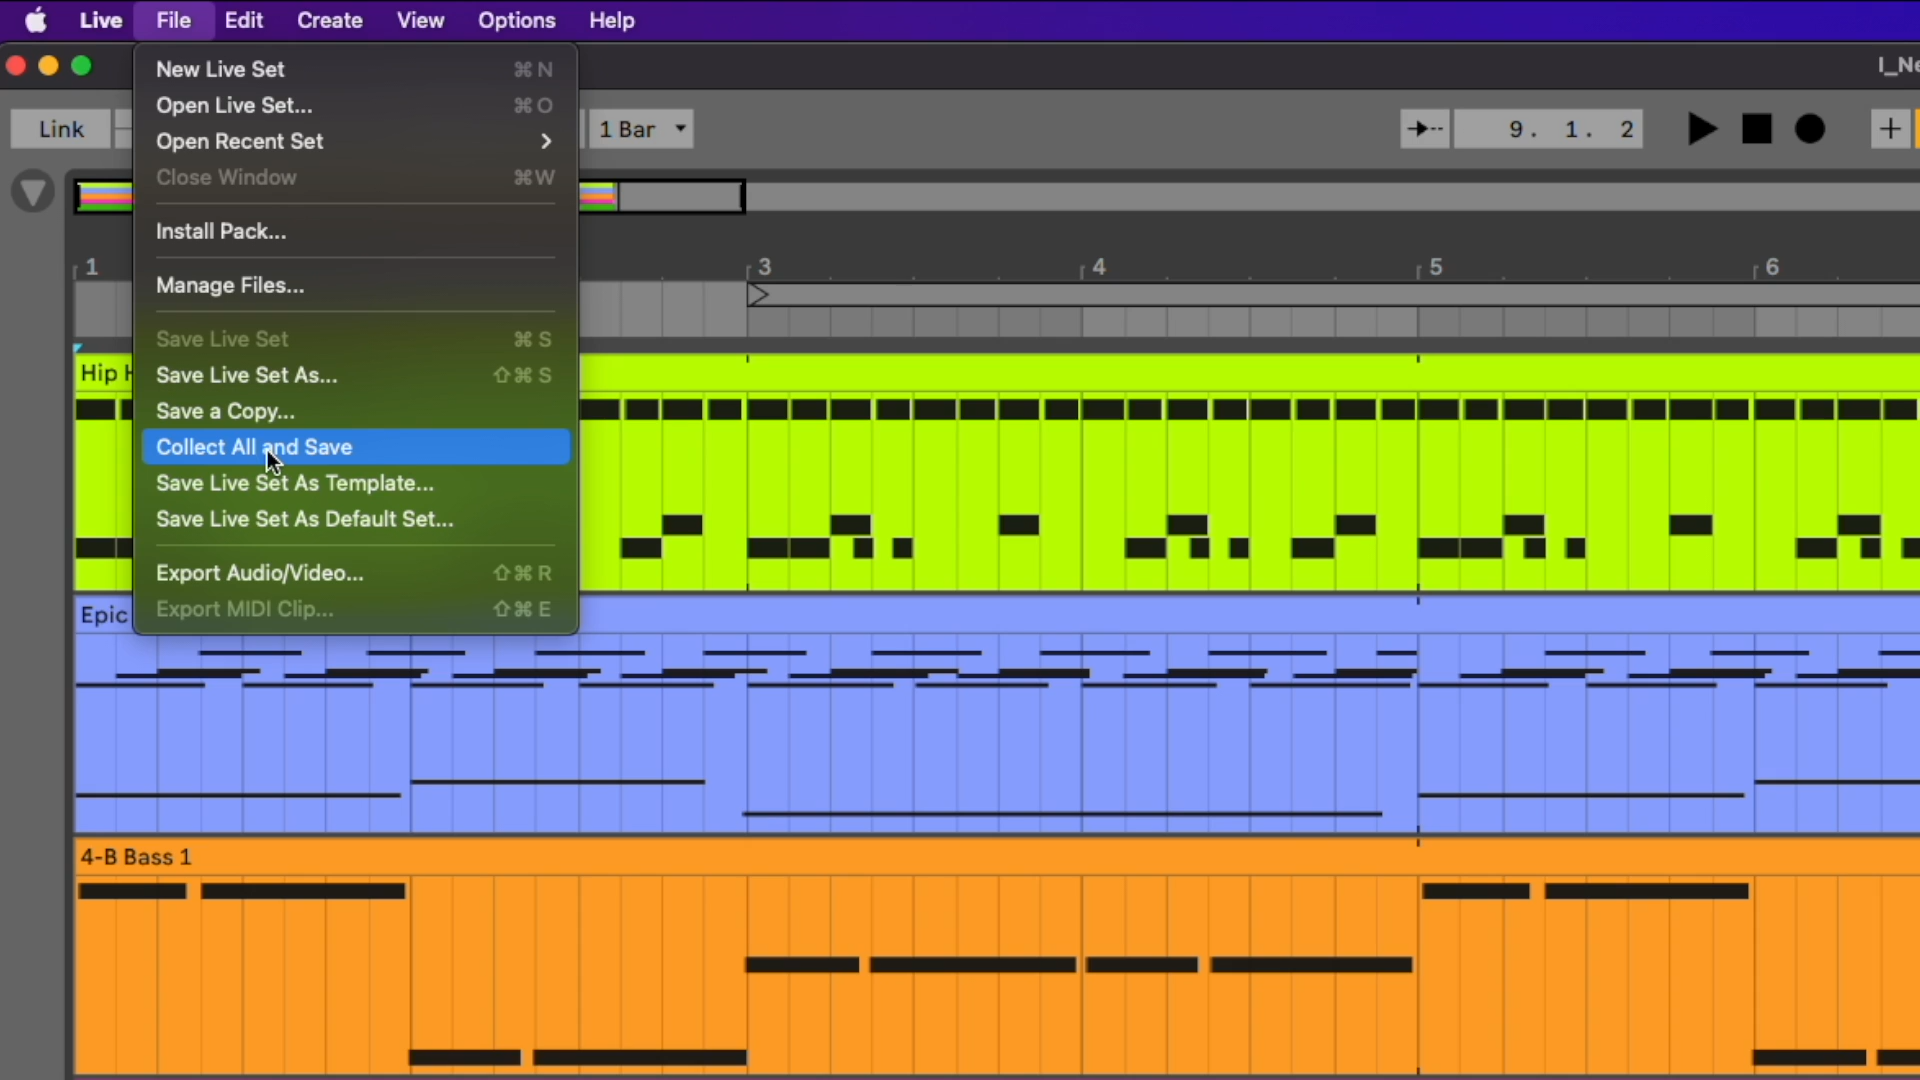 Live File Edit Create View Options Help
I_Ne
New Live Set ⌘ N
Open Live Set... ⌘ O
Open Recent Set >
Close Window ⌘W
Install Pack...
Manage Files...
Save Live Set ⌘ S
Save Live Set As... ⇧⌘ S
Save a Copy...
Collect All and Save
Save Live Set As Template...
Save Live Set As Default Set...
Export Audio/Video... ⇧⌘ R
Export MIDI Clip... ⇧⌘ E
Link 1 Bar 9. 1. 2 +
1 3 4 5 6
Hip H
Epic
4-B Bass 1